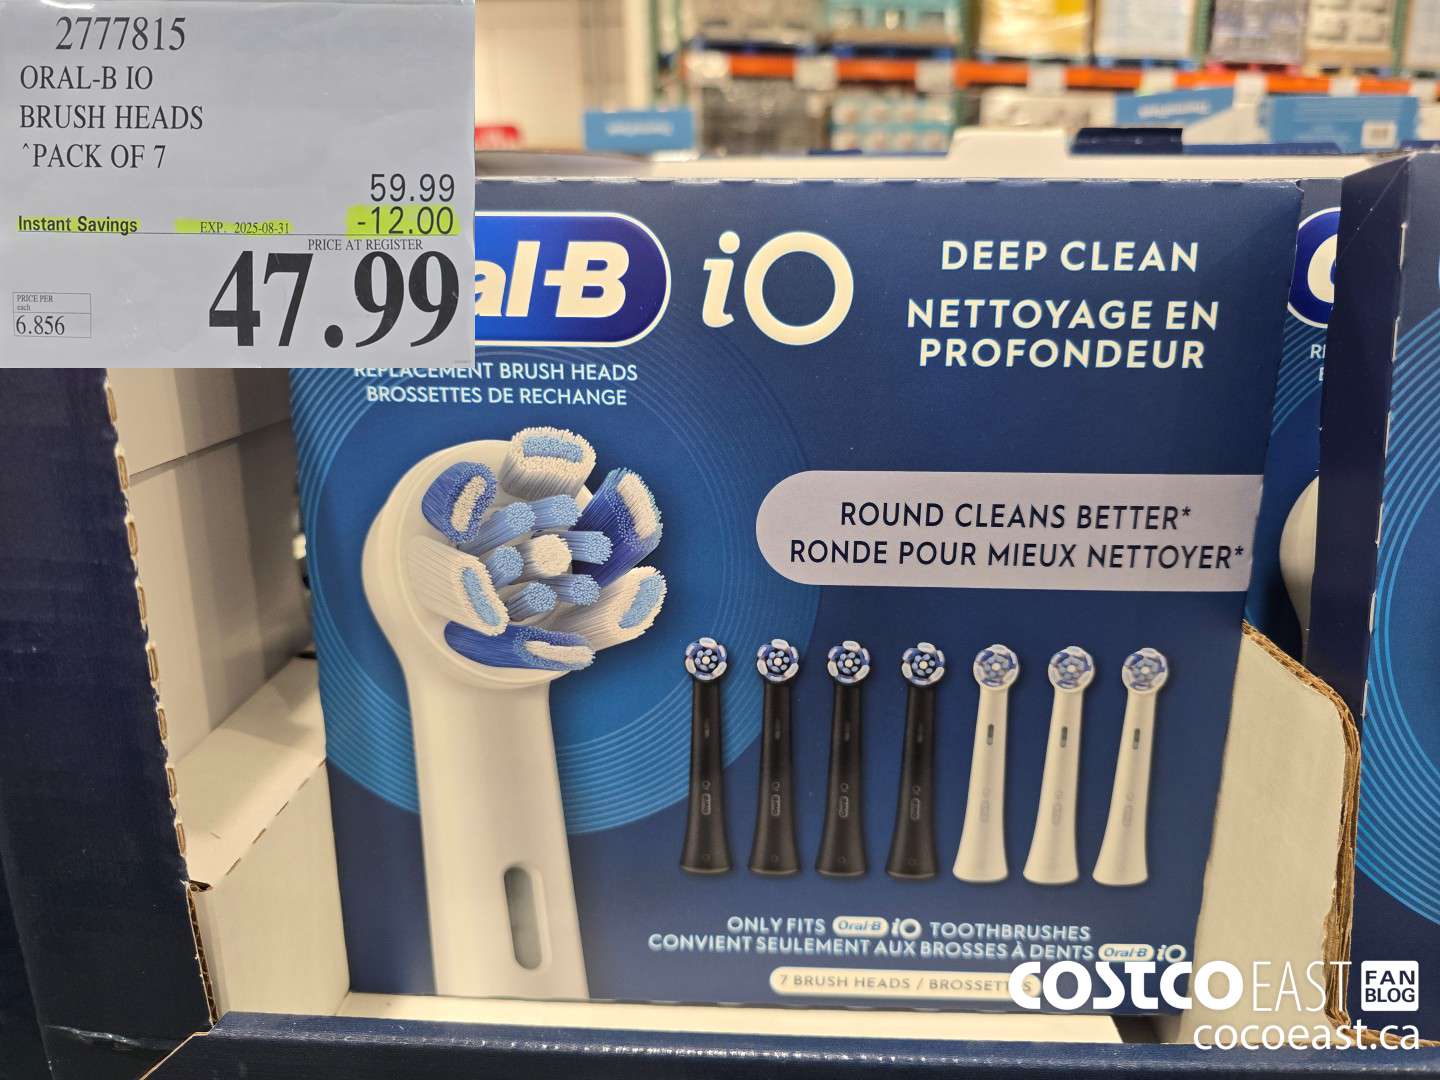 2777815
ORAL-B IO
BRUSH HEADS
^PACK OF 7
59.99
Instant Savings EXP. 2025-08-31 -12.00
PRICE AT REGISTER
47.99
PRICE PER
each
6.856
al-B iO
DEEP CLEAN
NETTOYAGE EN
PROFONDEUR
REPLACEMENT BRUSH HEADS
BROSSETTES DE RECHANGE
ROUND CLEANS BETTER*
RONDE POUR MIEUX NETTOYER*
ONLY FITS Oral-B iO TOOTHBRUSHES
CONVIENT SEULEMENT AUX BROSSES À DENTS Oral-B iO
7 BRUSH HEADS / BROSSETTES
COSTCO EAST FAN BLOG
cocoeast.ca